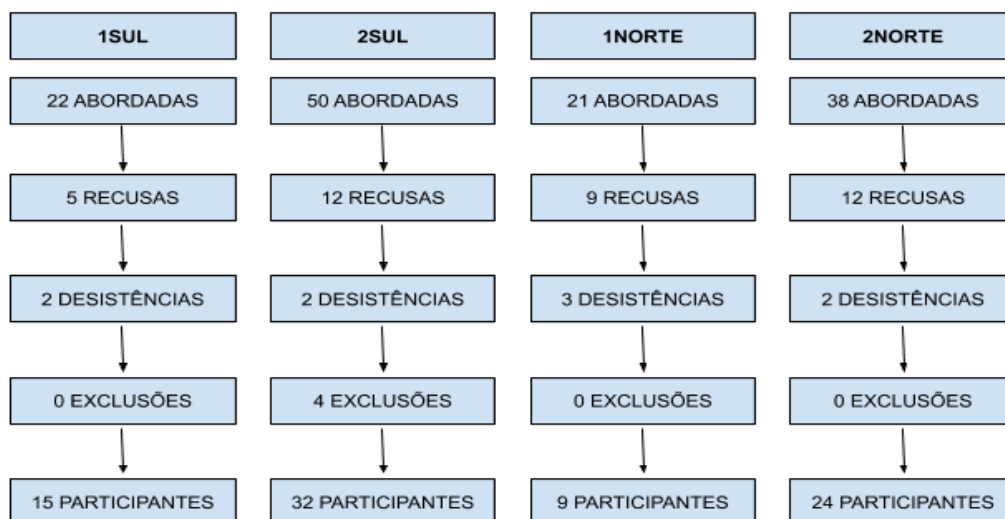 1SUL
2SUL
1NORTE
2NORTE
22 ABORDADAS
50 ABORDADAS
21 ABORDADAS
38 ABORDADAS
5 RECUSAS
12 RECUSAS
9 RECUSAS
12 RECUSAS
2 DESISTÊNCIAS
2 DESISTÊNCIAS
3 DESISTÊNCIAS
2 DESISTÊNCIAS
0 EXCLUSÕES
4 EXCLUSÕES
0 EXCLUSÕES
0 EXCLUSÕES
15 PARTICIPANTES
32 PARTICIPANTES
9 PARTICIPANTES
24 PARTICIPANTES